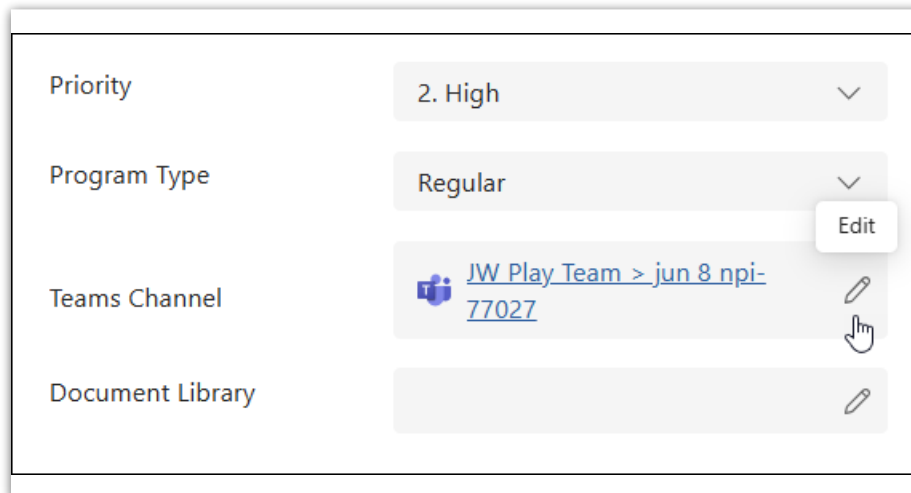 Priority
2. High
Program Type
Regular
Edit
Teams Channel
JW Play Team > jun 8 npi-
77027
Document Library